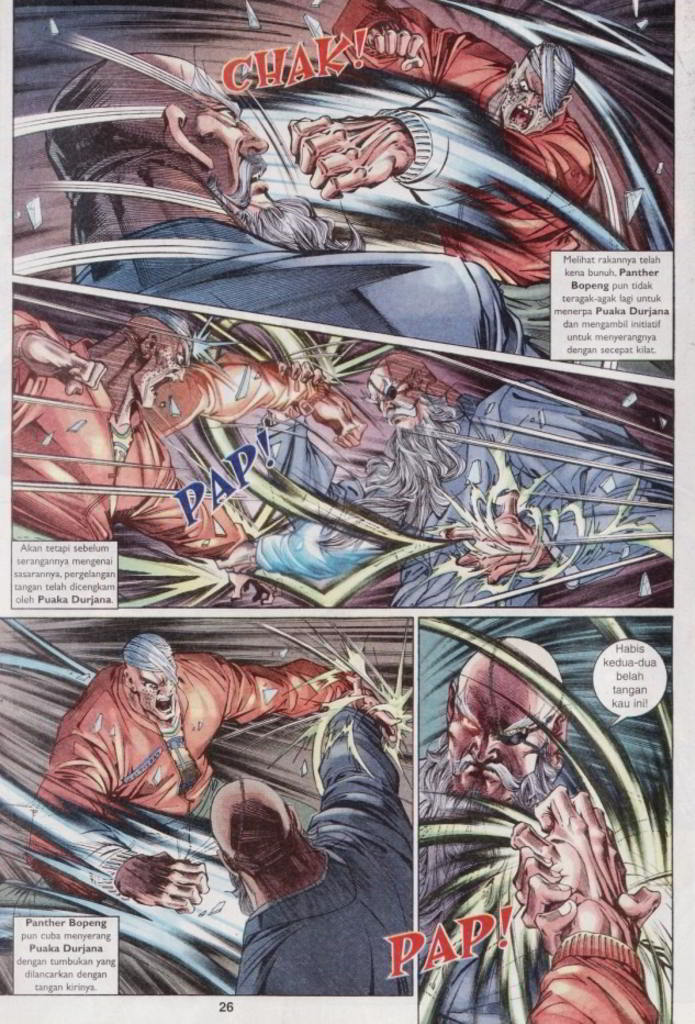 CHAK!
Melihat rakannya telah
kena bunuh, Panther
Bopeng pun tidak
teragak-agak lagi untuk
menerpa Puaka Durjana
dan mengambil initiatif
untuk menyerangnya
dengan secepat kilat.
PAP!
Akan tetapi sebelum
serangannya mengenai
sasarannya, pergelangan
tangan telah dicengkam
oleh Puaka Durjana.
Panther Bopeng
pun cuba menyerang
Puaka Durjana
dengan tumbukan yang
dilancarkan dengan
tangan kirinya.
Habis
kedua-dua
belah
tangan
kau ini!
PAP!
26